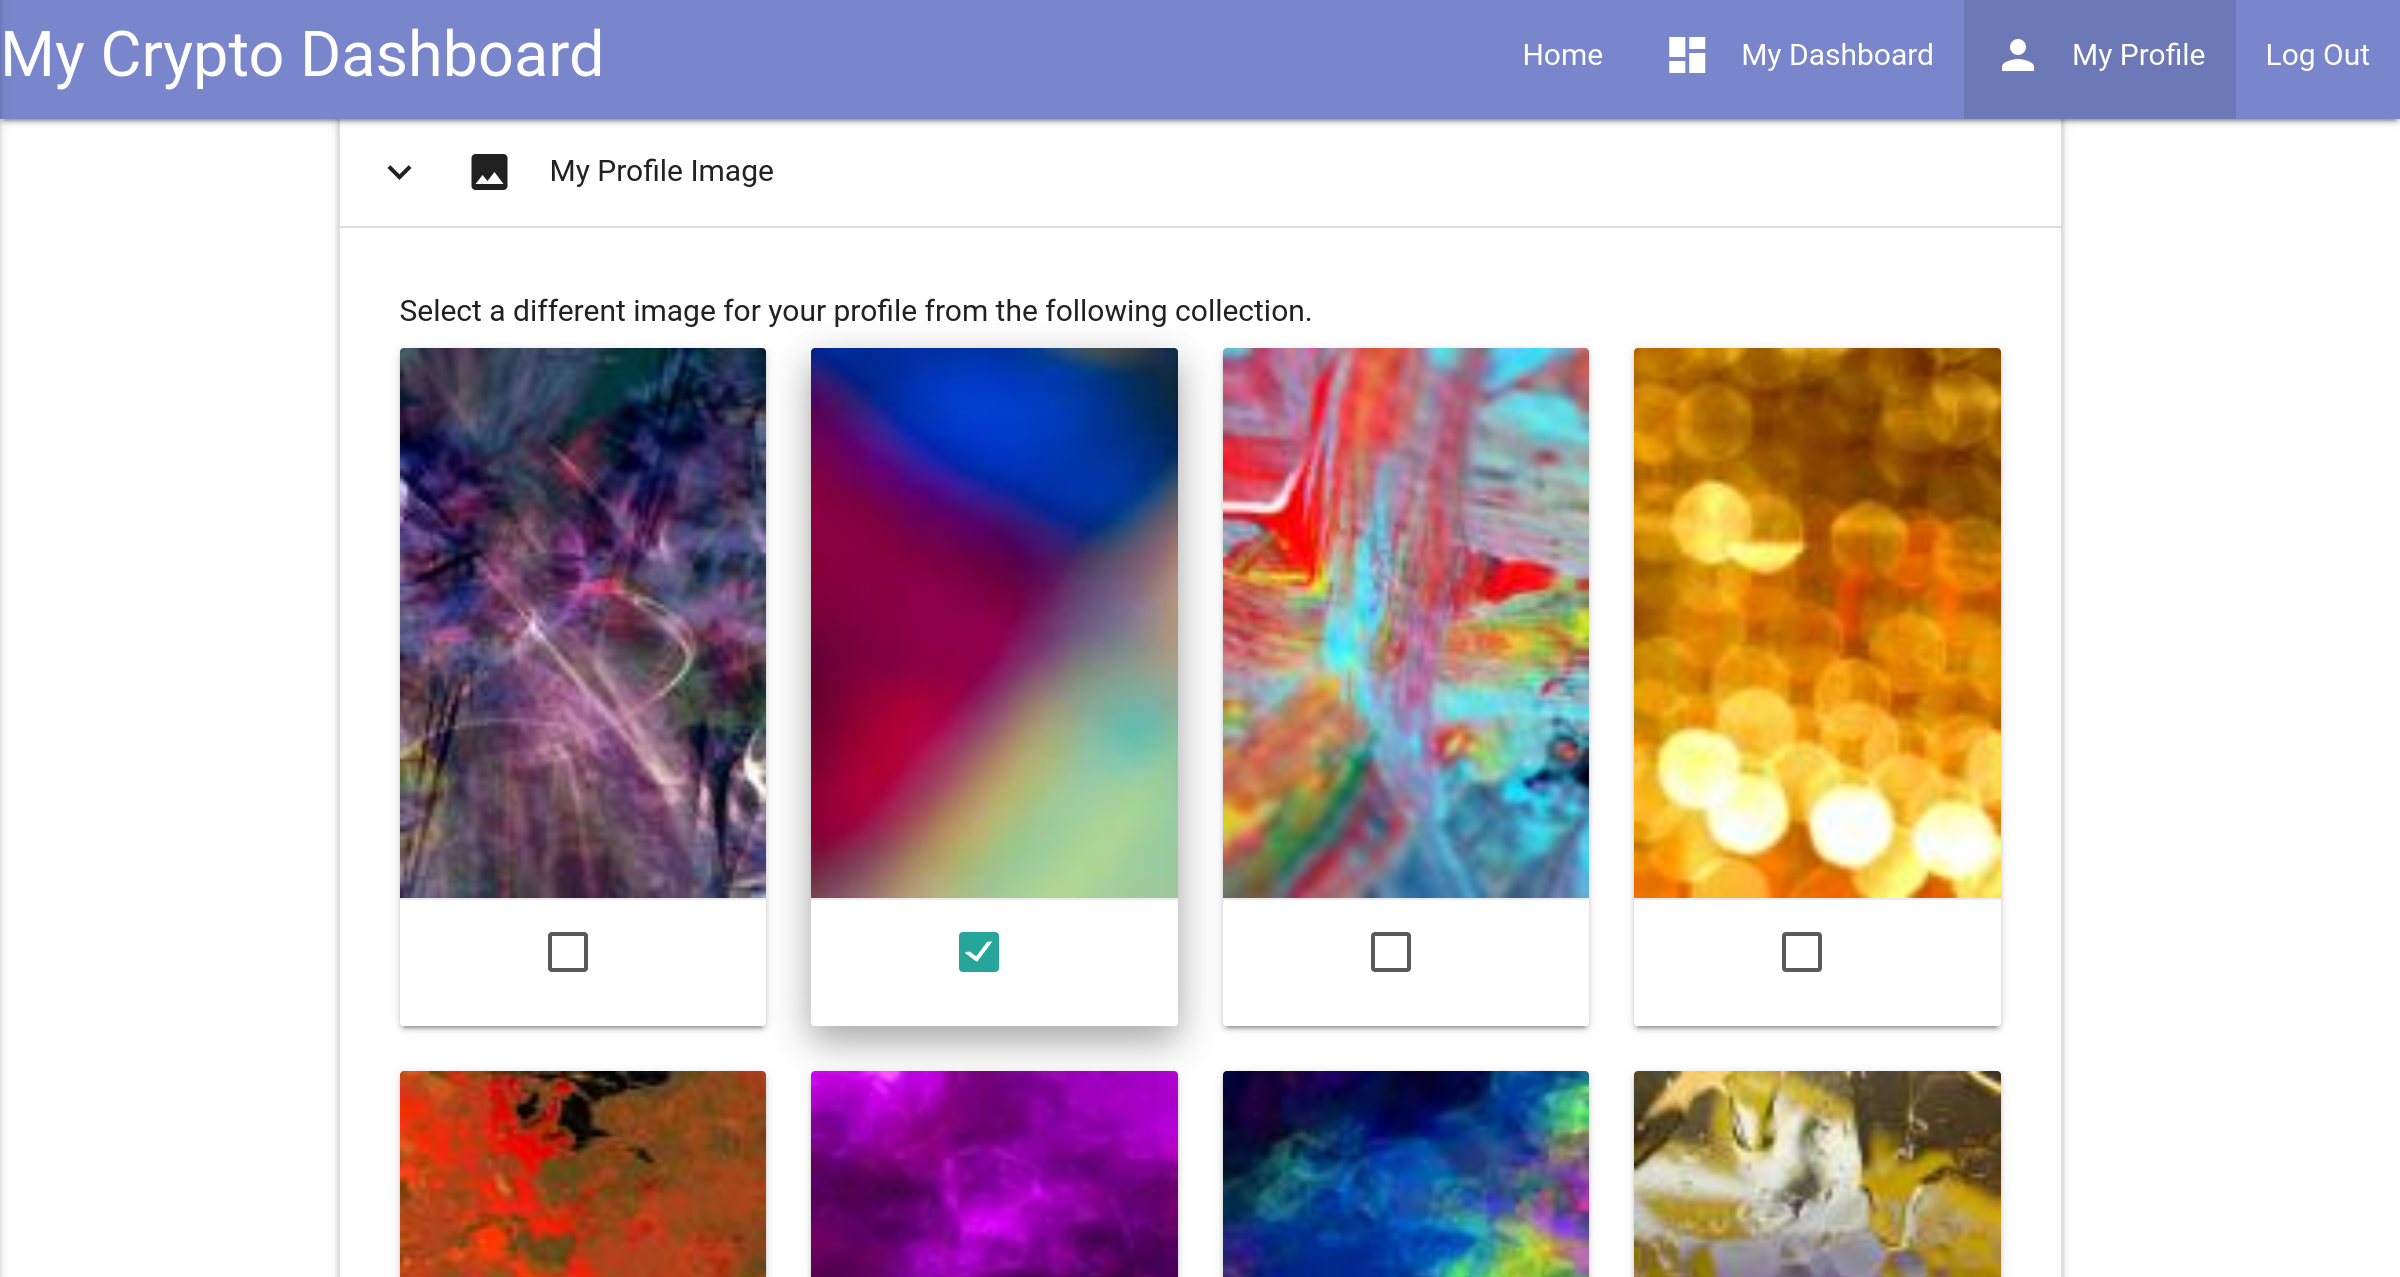 My Crypto Dashboard
Home
My Dashboard
My Profile
Log Out
My Profile Image
Select a different image for your profile from the following collection.